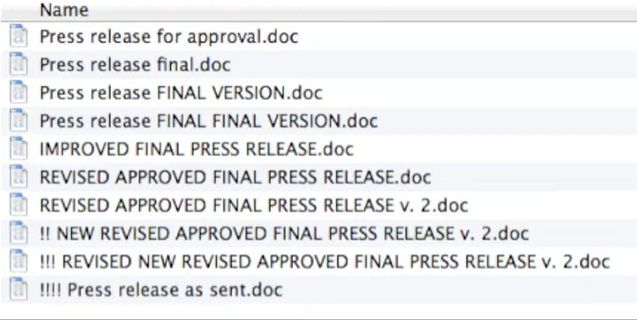 Name
Press release for approval.doc
Press release final.doc
Press release FINAL VERSION.doc
Press release FINAL FINAL VERSION.doc
IMPROVED FINAL PRESS RELEASE.doc
REVISED APPROVED FINAL PRESS RELEASE.doc
REVISED APPROVED FINAL PRESS RELEASE v. 2.doc
!! NEW REVISED APPROVED FINAL PRESS RELEASE v. 2.doc
!!! REVISED NEW REVISED APPROVED FINAL PRESS RELEASE v. 2.doc
!!!! Press release as sent.doc